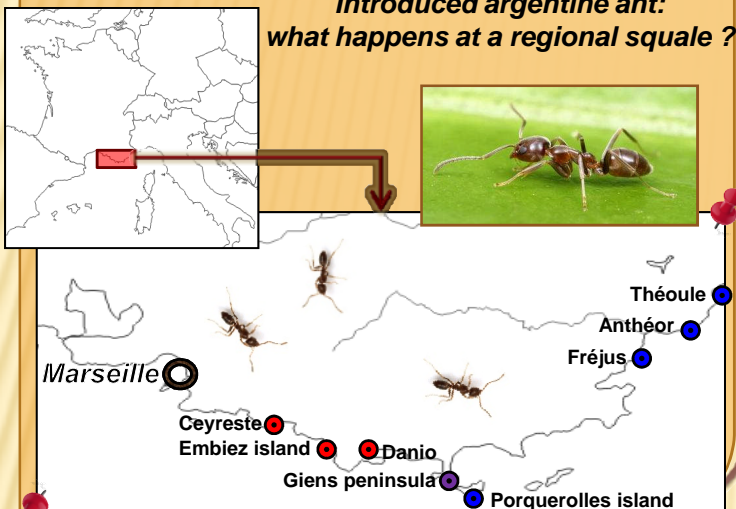 introduced argentine ant:
what happens at a regional squale ?
Théoule
Anthéor
Fréjus
Marseille
Ceyreste
Embiez island
Danio
Giens peninsula
Porquerolles island